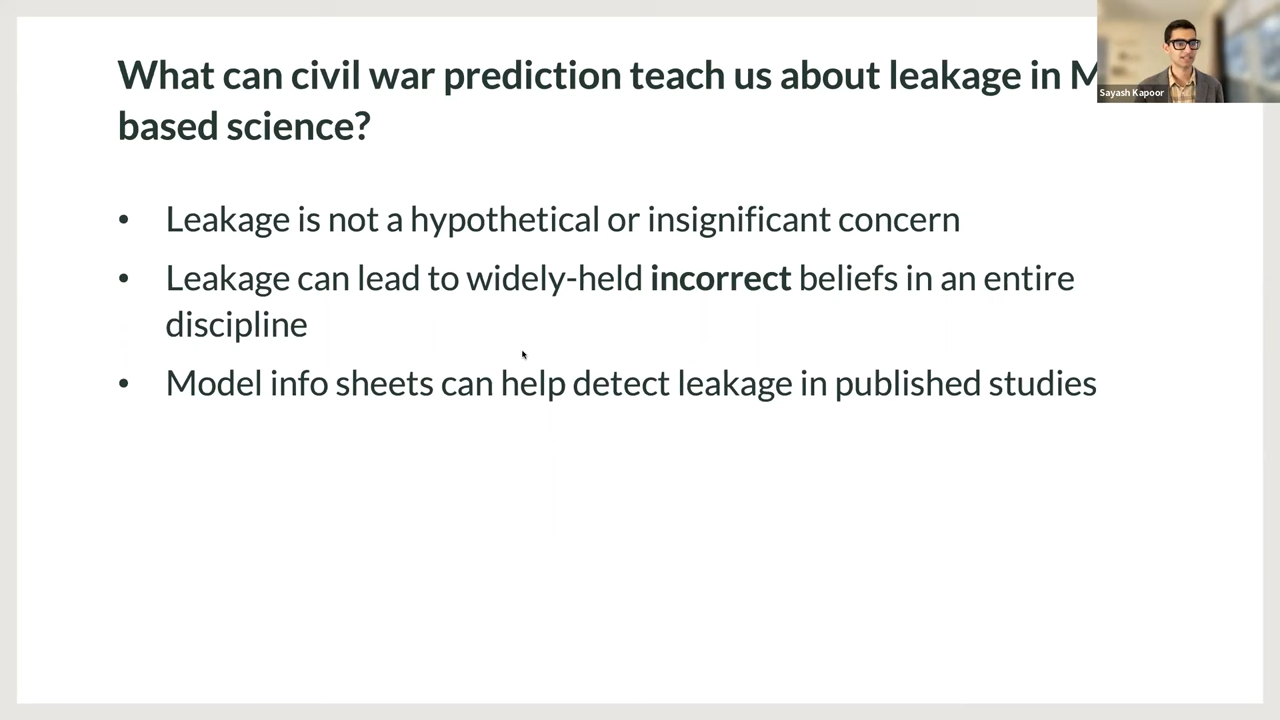 What can civil war prediction teach us about leakage in M
based science?
• Leakage is not a hypothetical or insignificant concern
• Leakage can lead to widely-held incorrect beliefs in an entire
discipline
• Model info sheets can help detect leakage in published studies
Sayash Kapoor